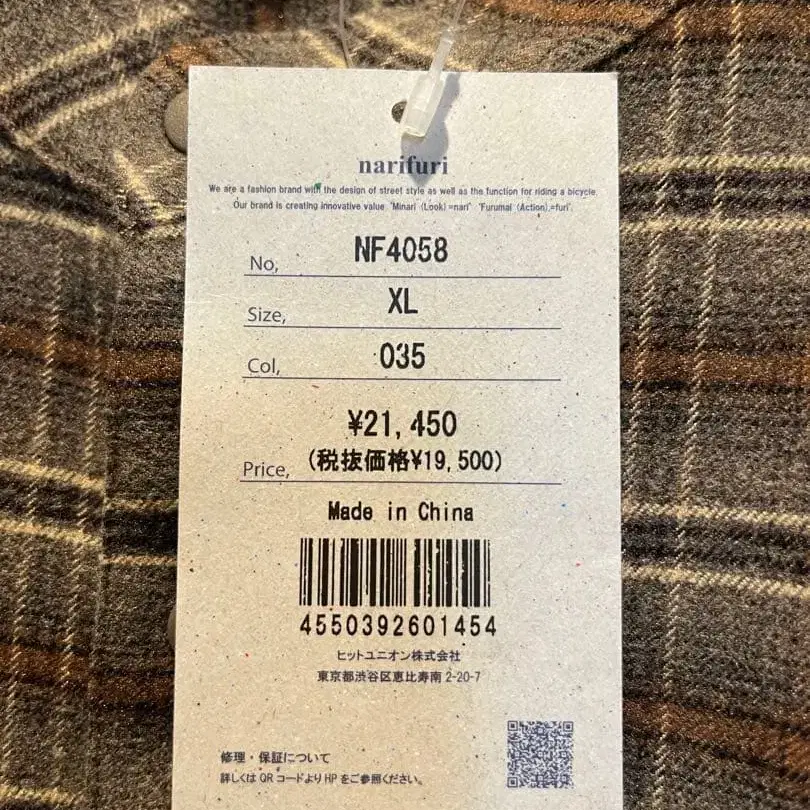 narifuri
We are a fashion brand with the design of street style as well as the function for riding a bicycle.
Our brand is creating innovative value "Minari (Look)=nari" "Furumai (Action),=furi".
No, NF4058
Size, XL
Col, 035
¥21,450
Price, (税抜価格¥19,500)
Made in China
4550392601454
ヒットユニオン株式会社
東京都渋谷区恵比寿南 2-20-7
修理・保証について
詳しくは QR コードより HP をご参照ください。